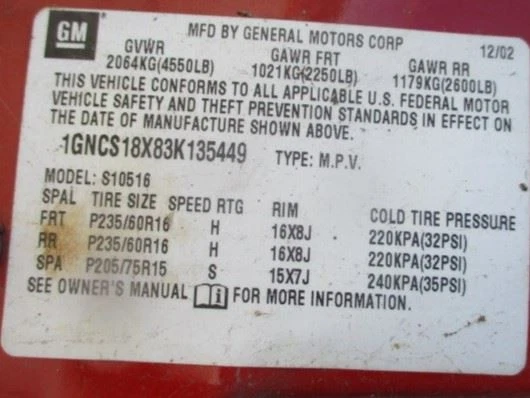 GM
MFD BY GENERAL MOTORS CORP 12/02
GVWR GAWR FRT GAWR RR
2064KG(4550LB) 1021KG(2250LB) 1179KG(2600LB)
THIS VEHICLE CONFORMS TO ALL APPLICABLE U.S. FEDERAL MOTOR
VEHICLE SAFETY AND THEFT PREVENTION STANDARDS IN EFFECT ON
THE DATE OF MANUFACTURE SHOWN ABOVE.
1GNCS18X83K135449 TYPE: M.P.V.
MODEL: S10516
SPAL TIRE SIZE SPEED RTG RIM COLD TIRE PRESSURE
FRT P235/60R16 H 16X8J 220KPA(32PSI)
RR P235/60R16 H 16X8J 220KPA(32PSI)
SPA P205/75R15 S 15X7J 240KPA(35PSI)
SEE OWNER'S MANUAL i FOR MORE INFORMATION.